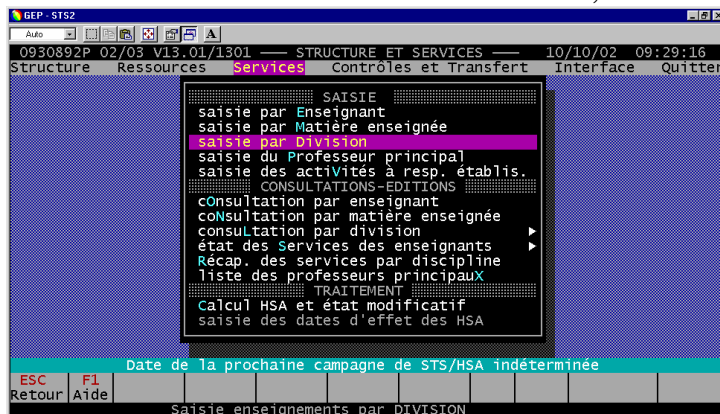 GEP - STS2
Auto
A
0930892P 02/03 V13.01/1301 —— STRUCTURE ET SERVICES —— 10/10/02 09:29:16
Structure Ressources Services Contrôles et Transfert Interface Quitter
SAISIE
saisie par Enseignant
saisie par Matière enseignée
saisie par Division
saisie du Professeur principal
saisie des actiVités à resp. établis.
CONSULTATIONS-EDITIONS
cOnsultation par enseignant
coNsultation par matière enseignée
consuLtation par division
état des Services des enseignants
Récap. des services par discipline
liste des professeurs principauX
TRAITEMENT
Calcul HSA et état modificatif
saisie des dates d'effet des HSA
Date de la prochaine campagne de STS/HSA indéterminée
ESC F1
Retour Aide
Saisie enseignements par DIVISION